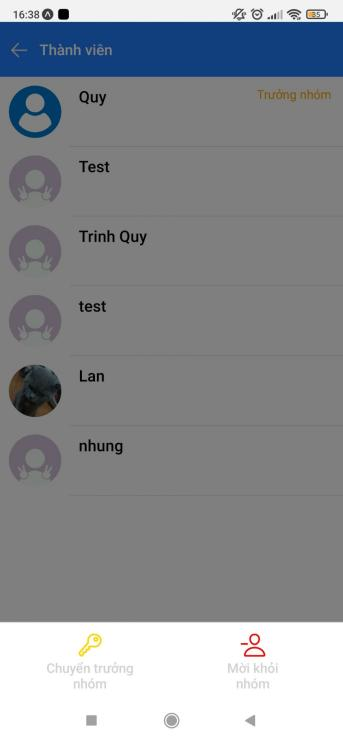 16:38 35
Thành viên
Quy Trưởng nhóm
Test
Trinh Quy
test
Lan
nhung
Chuyển trưởng nhóm
Mời khỏi nhóm